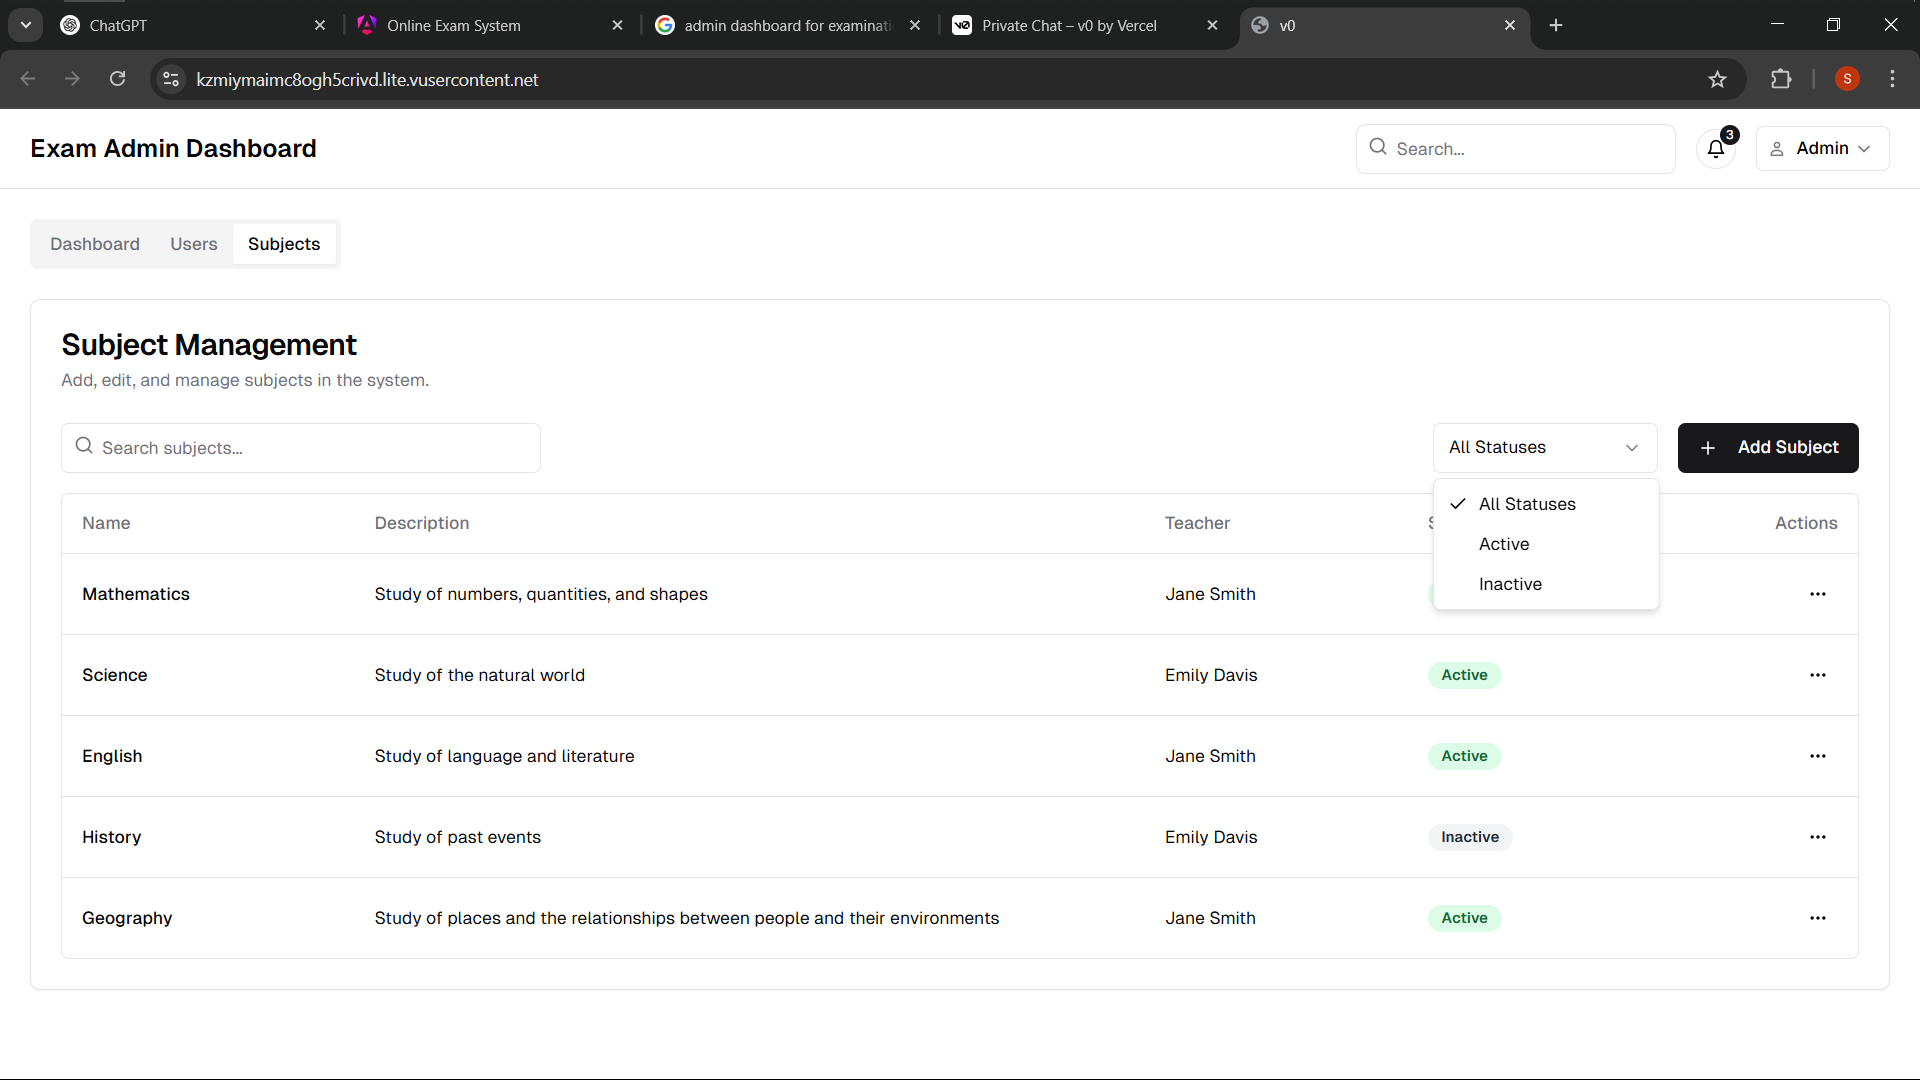 ChatGPT
Online Exam System
admin dashboard for examinati
v0 Private Chat – v0 by Vercel
v0
kzmiymaimc8ogh5crivd.lite.vusercontent.net
S
Exam Admin Dashboard
Search...
3
Admin
Dashboard Users Subjects
Subject Management
Add, edit, and manage subjects in the system.
Search subjects...
All Statuses
Add Subject
All Statuses
Active
Inactive
Name Description Teacher Actions
Mathematics Study of numbers, quantities, and shapes Jane Smith
Science Study of the natural world Emily Davis Active
English Study of language and literature Jane Smith Active
History Study of past events Emily Davis Inactive
Geography Study of places and the relationships between people and their environments Jane Smith Active